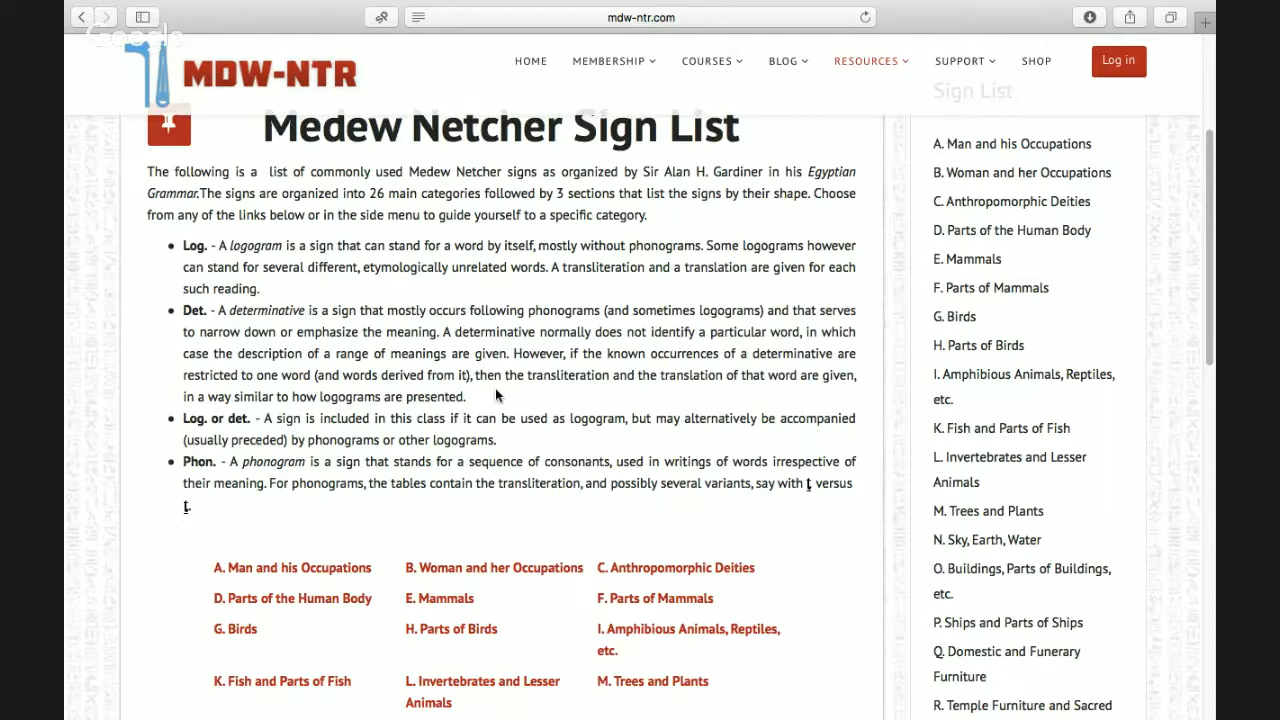 mdw-ntr.com
Google
MDW-NTR
HOME
MEMBERSHIP
COURSES
BLOG
RESOURCES
SUPPORT
SHOP
Log in
Medew Netcher Sign List
The following is a list of commonly used Medew Netcher signs as organized by Sir Alan H. Gardiner in his Egyptian
Grammar.The signs are organized into 26 main categories followed by 3 sections that list the signs by their shape. Choose
from any of the links below or in the side menu to guide yourself to a specific category.
Log. - A logogram is a sign that can stand for a word by itself, mostly without phonograms. Some logograms however
can stand for several different, etymologically unrelated words. A transliteration and a translation are given for each
such reading.
Det. - A determinative is a sign that mostly occurs following phonograms (and sometimes logograms) and that serves
to narrow down or emphasize the meaning. A determinative normally does not identify a particular word, in which
case the description of a range of meanings are given. However, if the known occurrences of a determinative are
restricted to one word (and words derived from it), then the transliteration and the translation of that word are given,
in a way similar to how logograms are presented.
Log. or det. - A sign is included in this class if it can be used as logogram, but may alternatively be accompanied
(usually preceded) by phonograms or other logograms.
Phon. - A phonogram is a sign that stands for a sequence of consonants, used in writings of words irrespective of
their meaning. For phonograms, the tables contain the transliteration, and possibly several variants, say with ṯ versus
t.
A. Man and his Occupations
B. Woman and her Occupations
C. Anthropomorphic Deities
D. Parts of the Human Body
E. Mammals
F. Parts of Mammals
G. Birds
H. Parts of Birds
I. Amphibious Animals, Reptiles,
etc.
K. Fish and Parts of Fish
L. Invertebrates and Lesser
Animals
M. Trees and Plants
Sign List
A. Man and his Occupations
B. Woman and her Occupations
C. Anthropomorphic Deities
D. Parts of the Human Body
E. Mammals
F. Parts of Mammals
G. Birds
H. Parts of Birds
I. Amphibious Animals, Reptiles,
etc.
K. Fish and Parts of Fish
L. Invertebrates and Lesser
Animals
M. Trees and Plants
N. Sky, Earth, Water
O. Buildings, Parts of Buildings,
etc.
P. Ships and Parts of Ships
Q. Domestic and Funerary
Furniture
R. Temple Furniture and Sacred